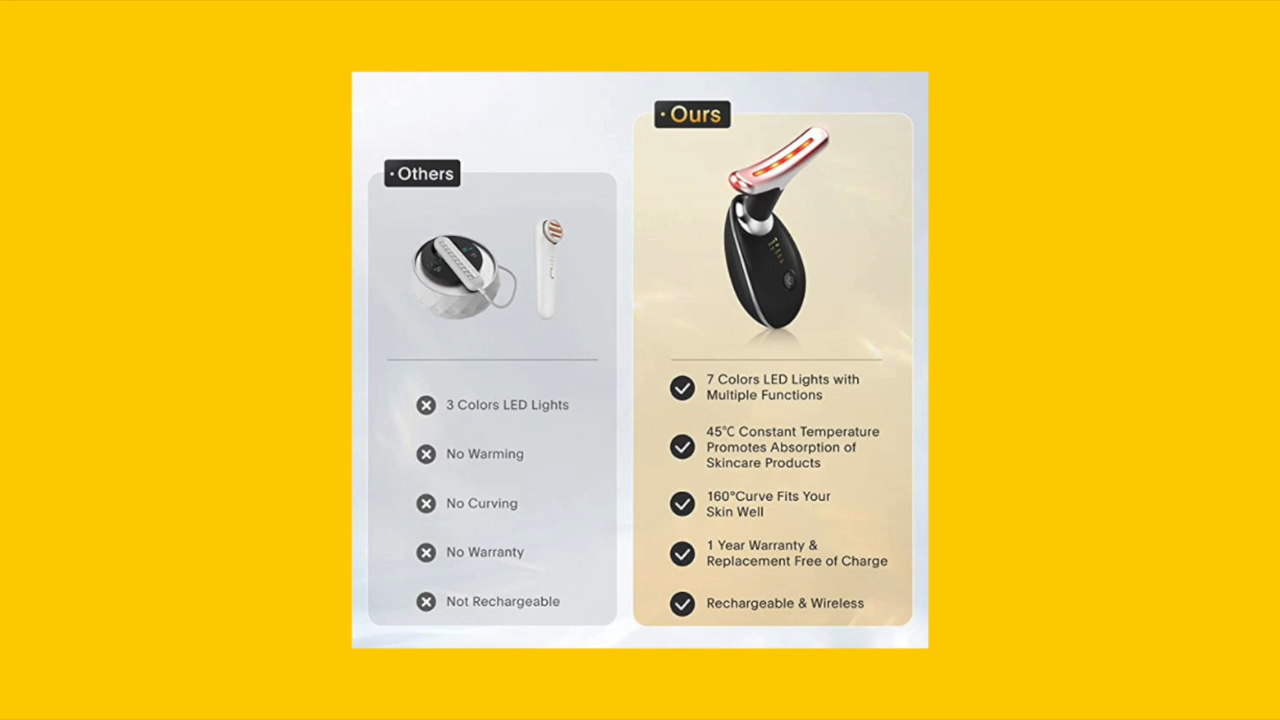 · Others
3 Colors LED Lights
No Warming
No Curving
No Warranty
Not Rechargeable
· Ours
7 Colors LED Lights with
Multiple Functions
45℃ Constant Temperature
Promotes Absorption of
Skincare Products
160°Curve Fits Your
Skin Well
1 Year Warranty &
Replacement Free of Charge
Rechargeable & Wireless